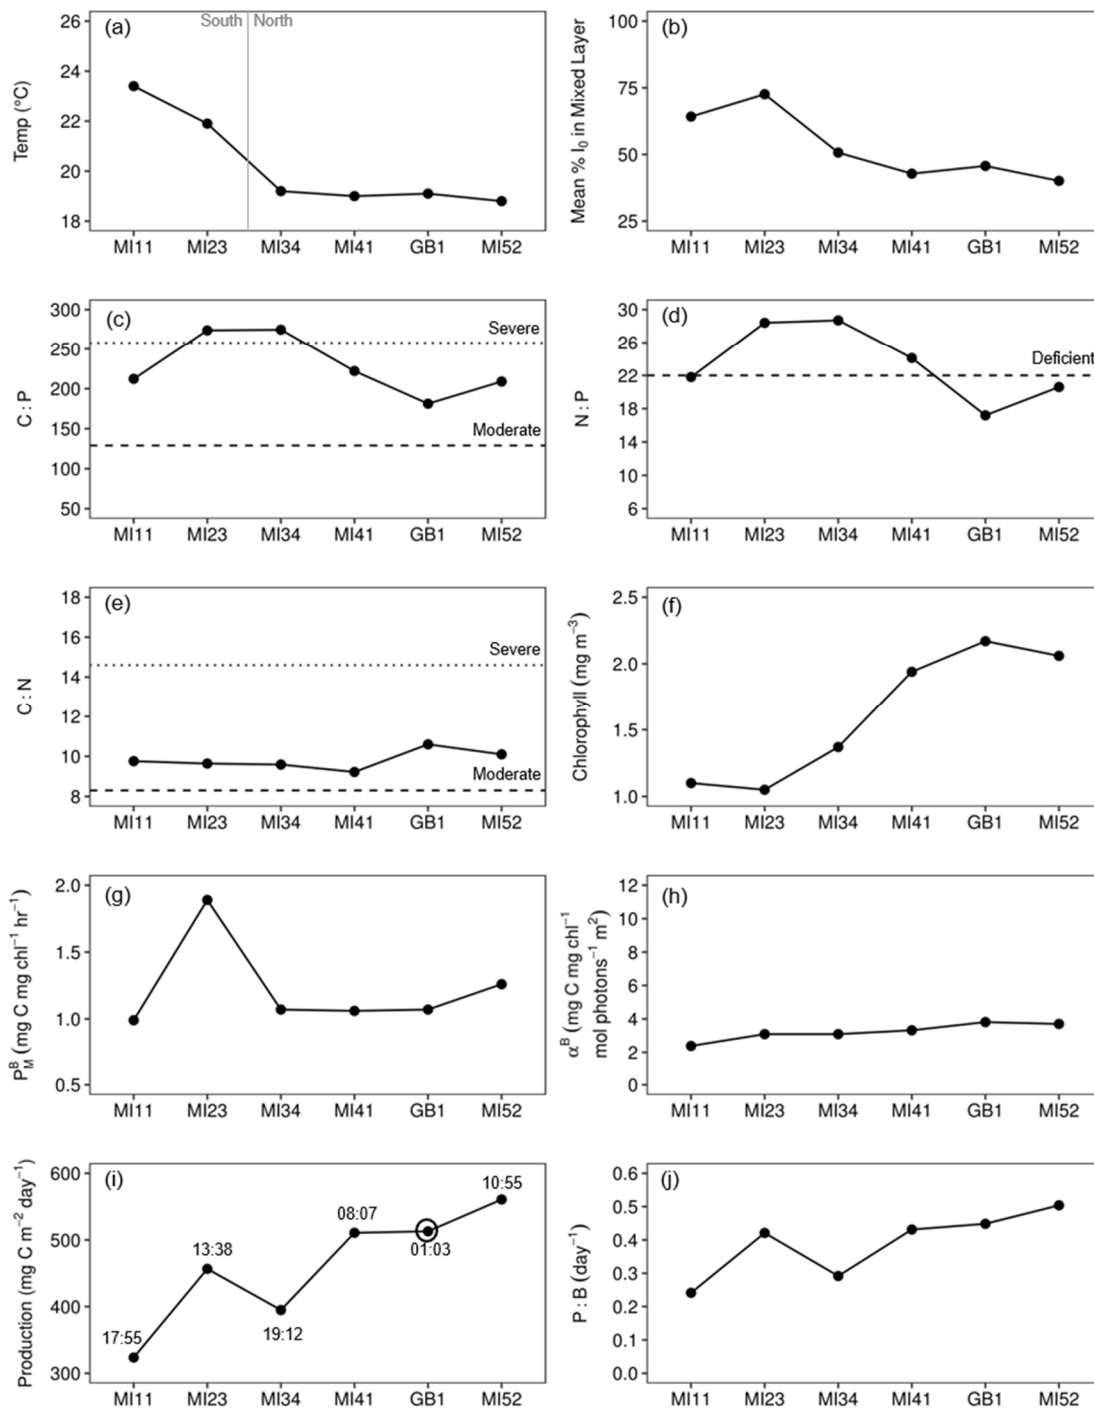 (a)
South
North
Temp (°C)
26
24
22
20
18
MI11 MI23 MI34 MI41 GB1 MI52
(b)
Mean % I₀ in Mixed Layer
100
75
50
25
MI11 MI23 MI34 MI41 GB1 MI52
(c)
C : P
300
250
200
150
100
50
Severe
Moderate
MI11 MI23 MI34 MI41 GB1 MI52
(d)
N : P
30
26
22
18
14
10
6
Deficient
MI11 MI23 MI34 MI41 GB1 MI52
(e)
C : N
18
16
14
12
10
8
Severe
Moderate
MI11 MI23 MI34 MI41 GB1 MI52
(f)
Chlorophyll (mg m⁻³)
2.5
2.0
1.5
1.0
MI11 MI23 MI34 MI41 GB1 MI52
(g)
Pᴮ_M (mg C mg chl⁻¹ hr⁻¹)
2.0
1.5
1.0
0.5
MI11 MI23 MI34 MI41 GB1 MI52
(h)
αᴮ (mg C mg chl⁻¹
mol photons⁻¹ m²)
12
10
8
6
4
2
0
MI11 MI23 MI34 MI41 GB1 MI52
(i)
Production (mg C m⁻² day⁻¹)
600
500
400
300
17:55
13:38
19:12
08:07
01:03
10:55
MI11 MI23 MI34 MI41 GB1 MI52
(j)
P : B (day⁻¹)
0.6
0.5
0.4
0.3
0.2
0.1
0.0
MI11 MI23 MI34 MI41 GB1 MI52